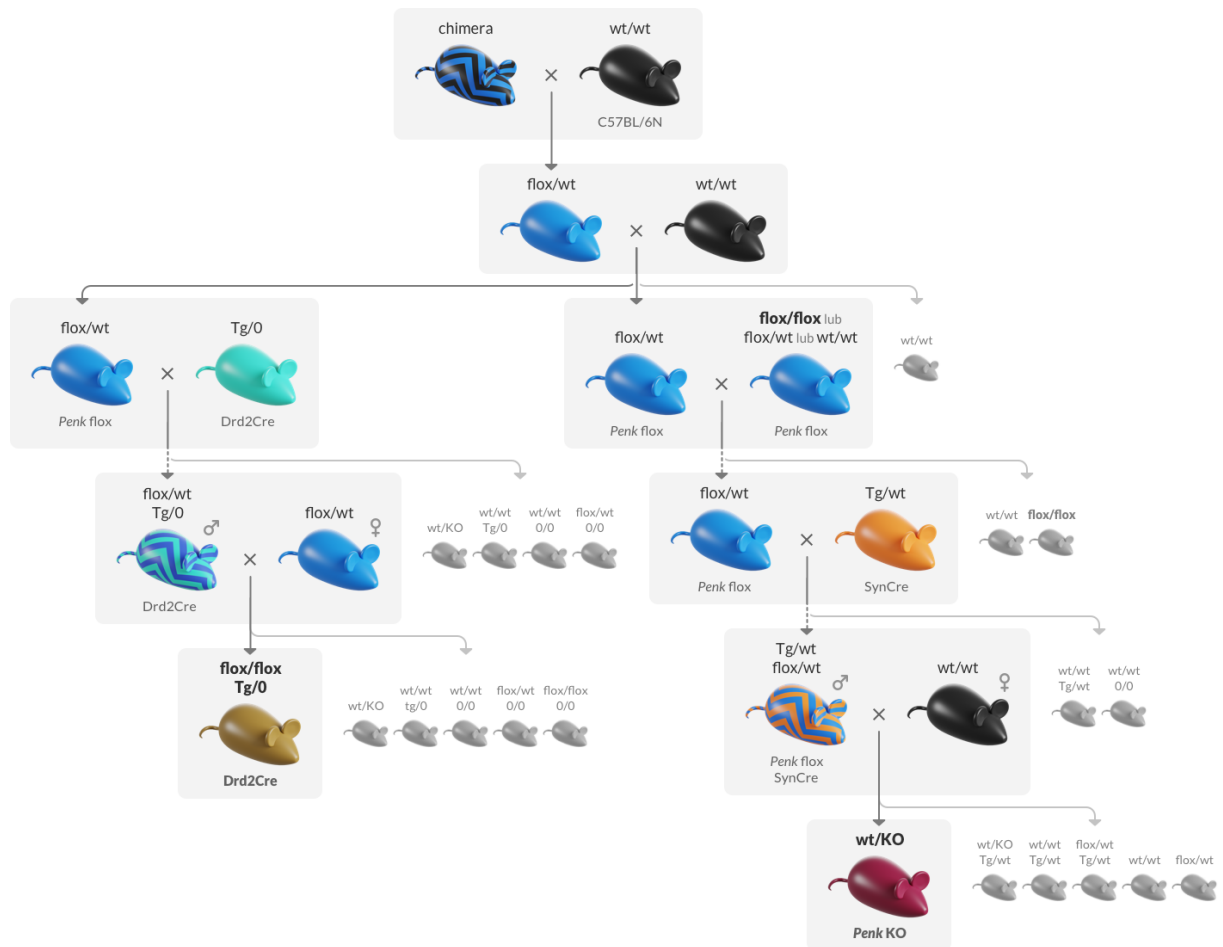 chimera
wt/wt
×
C57BL/6N
flox/wt
wt/wt
×
flox/wt
Tg/0
×
Penk flox
Drd2Cre
flox/wt
flox/flox lub
flox/wt lub wt/wt
×
Penk flox
Penk flox
wt/wt
flox/wt
Tg/0
♂
flox/wt
♀
×
Drd2Cre
wt/KO
wt/wt
Tg/0
wt/wt
0/0
flox/wt
0/0
flox/wt
Tg/wt
×
Penk flox
SynCre
wt/wt
flox/flox
flox/flox
Tg/0
Drd2Cre
wt/KO
wt/wt
tg/0
wt/wt
0/0
flox/wt
0/0
flox/flox
0/0
Tg/wt
flox/wt
♂
wt/wt
♀
×
Penk flox
SynCre
wt/wt
Tg/wt
wt/wt
0/0
wt/KO
Penk KO
wt/KO
Tg/wt
wt/wt
Tg/wt
flox/wt
Tg/wt
wt/wt
flox/wt